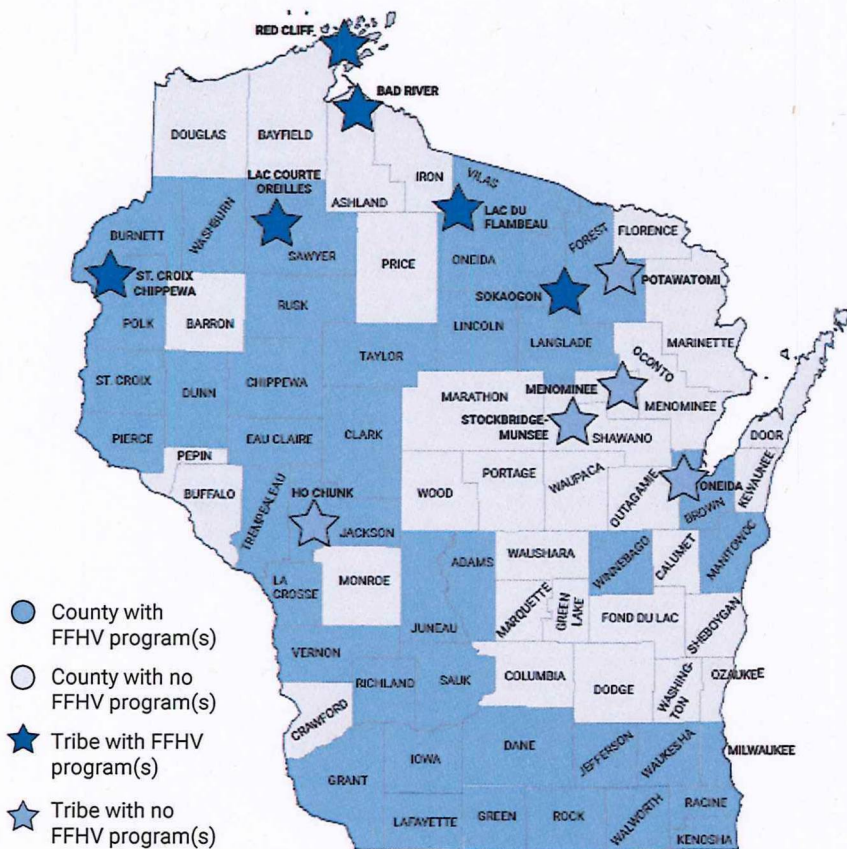 RED CLIFF
BAD RIVER
DOUGLAS
BAYFIELD
LAC COURTE
OREILLES
IRON
VILAS
ASHLAND
WASHBURN
LAC DU
FLAMBEAU
BURNETT
SAWYER
ONEIDA
FOREST
FLORENCE
PRICE
ST. CROIX
CHIPPEWA
SOKAOGON
POTAWATOMI
RUSK
POLK
BARRON
LINCOLN
LANGLADE
MARINETTE
TAYLOR
OCONTO
ST. CROIX
DUNN
CHIPPEWA
MARATHON
MENOMINEE
MENOMINEE
STOCKBRIDGE-
MUNSEE
SHAWANO
PIERCE
EAU CLAIRE
CLARK
DOOR
PEPIN
BUFFALO
HO CHUNK
TREMPEALEAU
JACKSON
WOOD
PORTAGE
WAUPACA
OUTAGAMIE
ONEIDA
BROWN
KEWAUNEE
ADAMS
WAUSHARA
WINNEBAGO
CALUMET
MANITOWOC
MONROE
LA
CROSSE
JUNEAU
MARQUETTE
GREEN
LAKE
FOND DU LAC
SHEBOYGAN
VERNON
RICHLAND
SAUK
COLUMBIA
DODGE
WASHING-
TON
OZAUKEE
CRAWFORD
DANE
JEFFERSON
WAUKESHA
MILWAUKEE
IOWA
GRANT
LAFAYETTE
GREEN
ROCK
WALWORTH
RACINE
KENOSHA
County with
FFHV program(s)
County with no
FFHV program(s)
Tribe with FFHV
program(s)
Tribe with no
FFHV program(s)